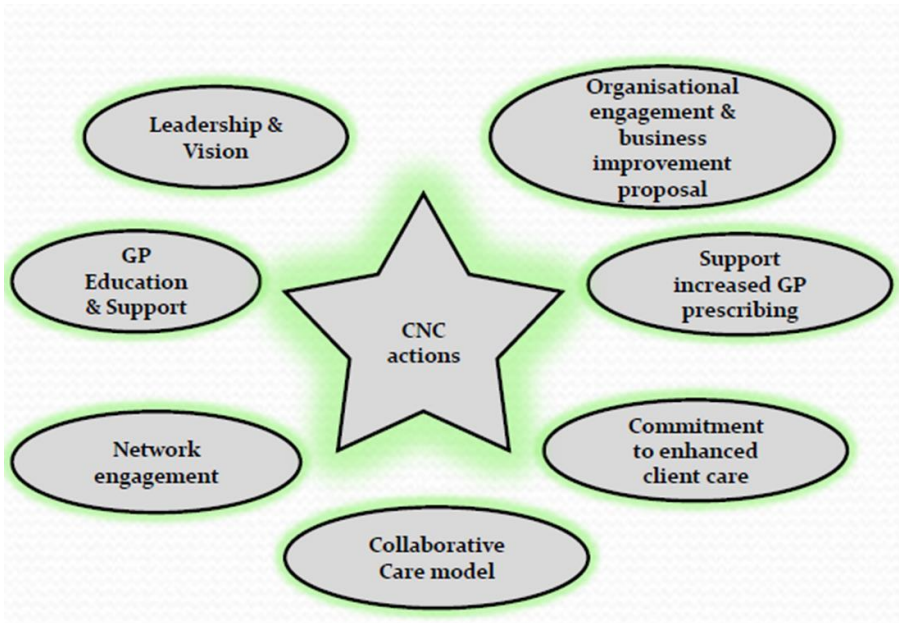 Leadership &
Vision
Organisational
engagement &
business
improvement
proposal
GP
Education
& Support
Support
increased GP
prescribing
CNC
actions
Network
engagement
Commitment
to enhanced
client care
Collaborative
Care model